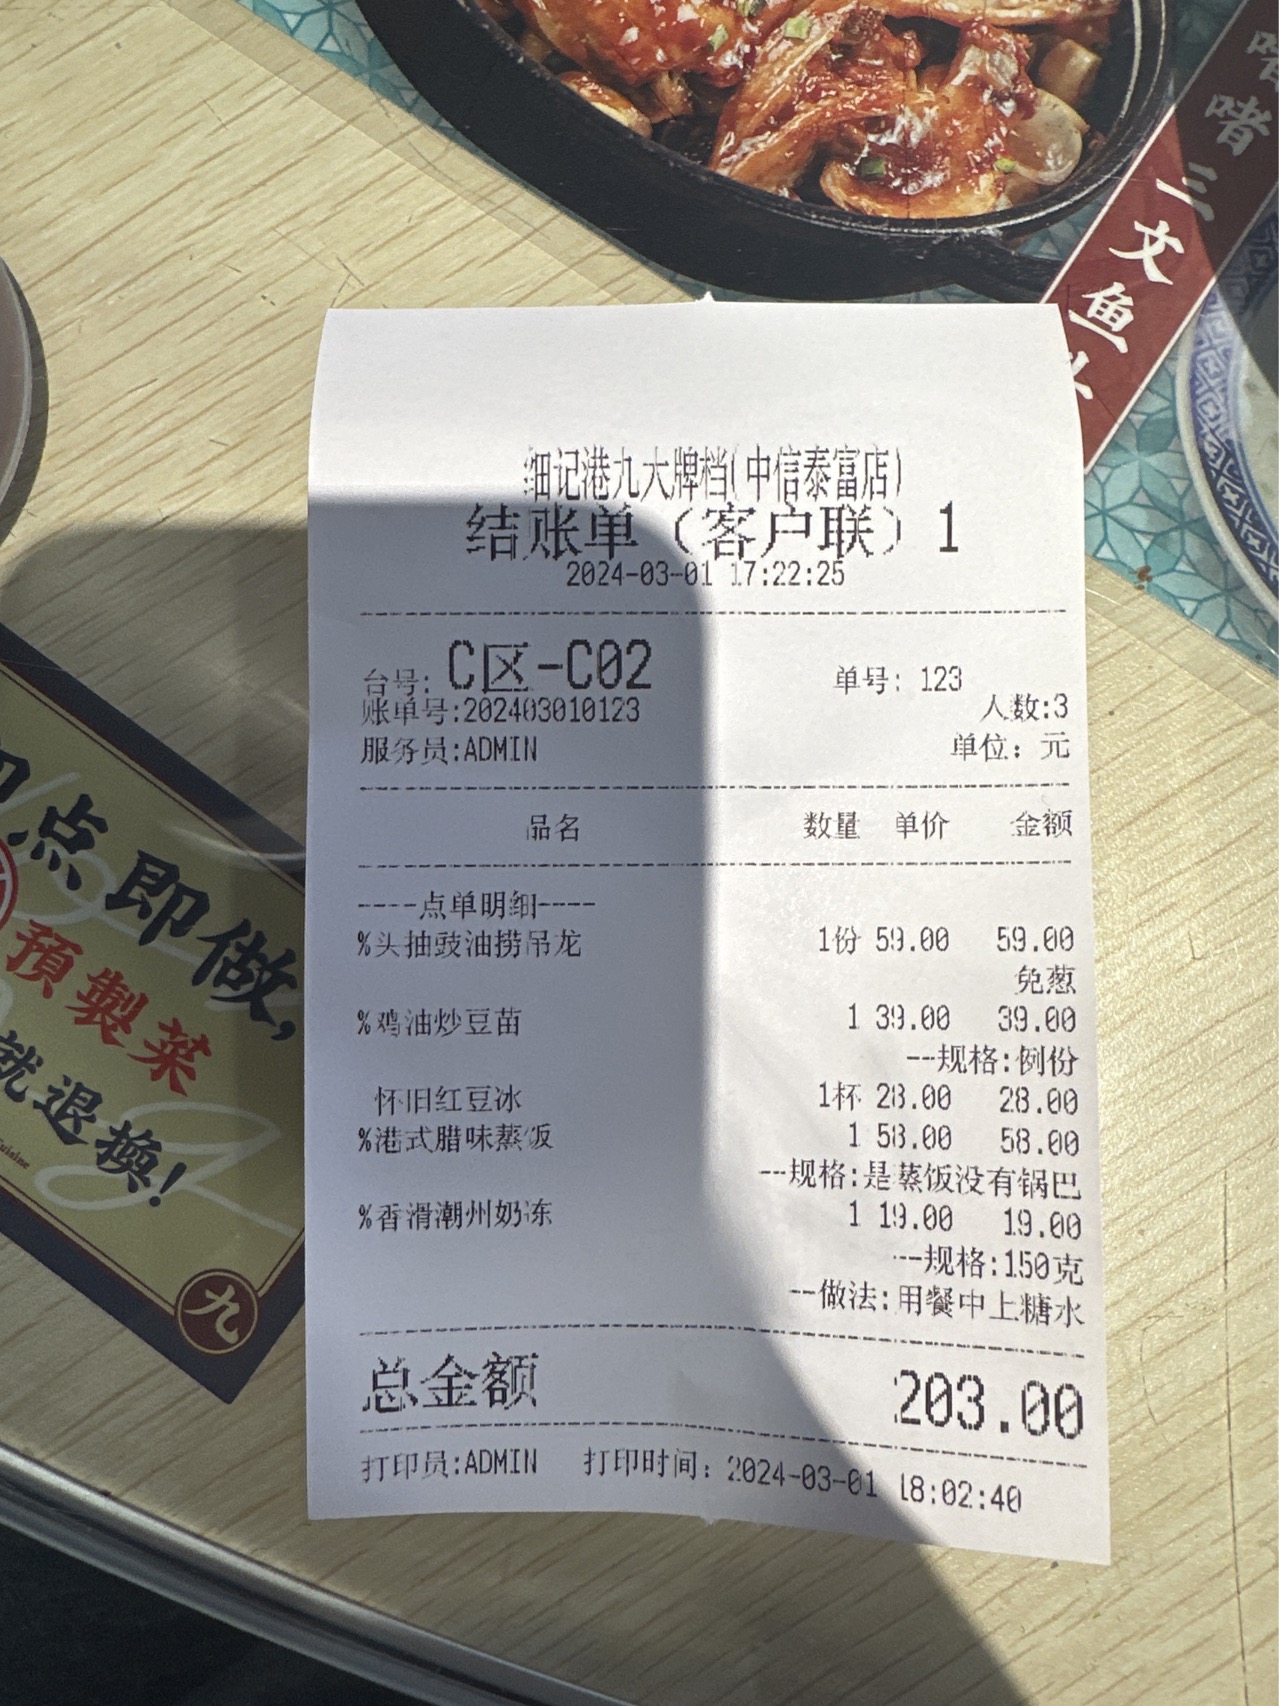 啫
啫
三
文
鱼
头
细记港九大牌档(中信泰富店)
结账单（客户联）1
2024-03-01 17:22:25
台号: C区-C02 单号: 123
账单号:202403010123 人数:3
服务员:ADMIN 单位: 元
品名 数量 单价 金额
----点单明细----
%头抽豉油捞吊龙 1份 59.00 59.00
免葱
%鸡油炒豆苗 1 39.00 39.00
---规格:例份
怀旧红豆冰 1杯 28.00 28.00
%港式腊味蒸饭 1 58.00 58.00
---规格:是蒸饭没有锅巴
%香滑潮州奶冻 1 19.00 19.00
---规格:150克
--做法:用餐中上糖水
总金额 203.00
打印员:ADMIN 打印时间: 2024-03-01 18:02:40
点即做,
預製菜
就退換!
九